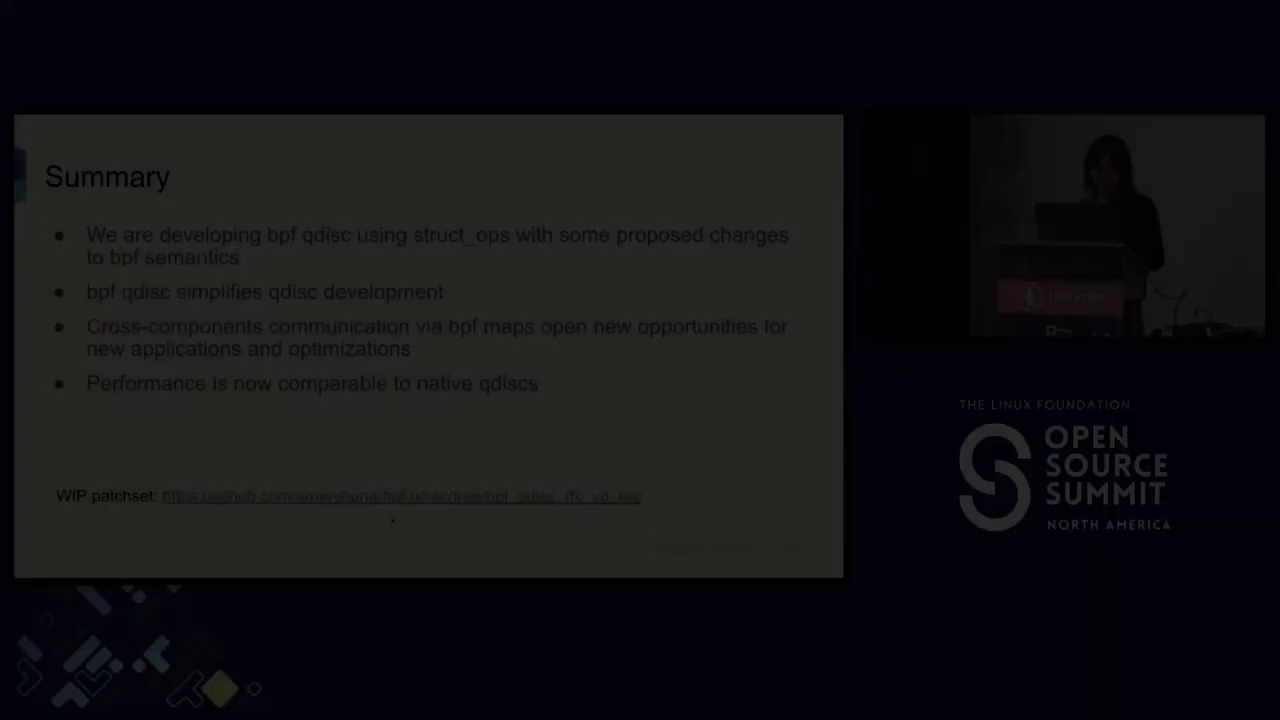 Summary
● We are developing bpf qdisc using struct_ops with some proposed changes
to bpf semantics
● bpf qdisc simplifies qdisc development
● Cross-components communication via bpf maps open new opportunities for
new applications and optimizations
● Performance is now comparable to native qdiscs
WIP patchset:
THE LINUX FOUNDATION
OPEN
SOURCE
SUMMIT
NORTH AMERICA